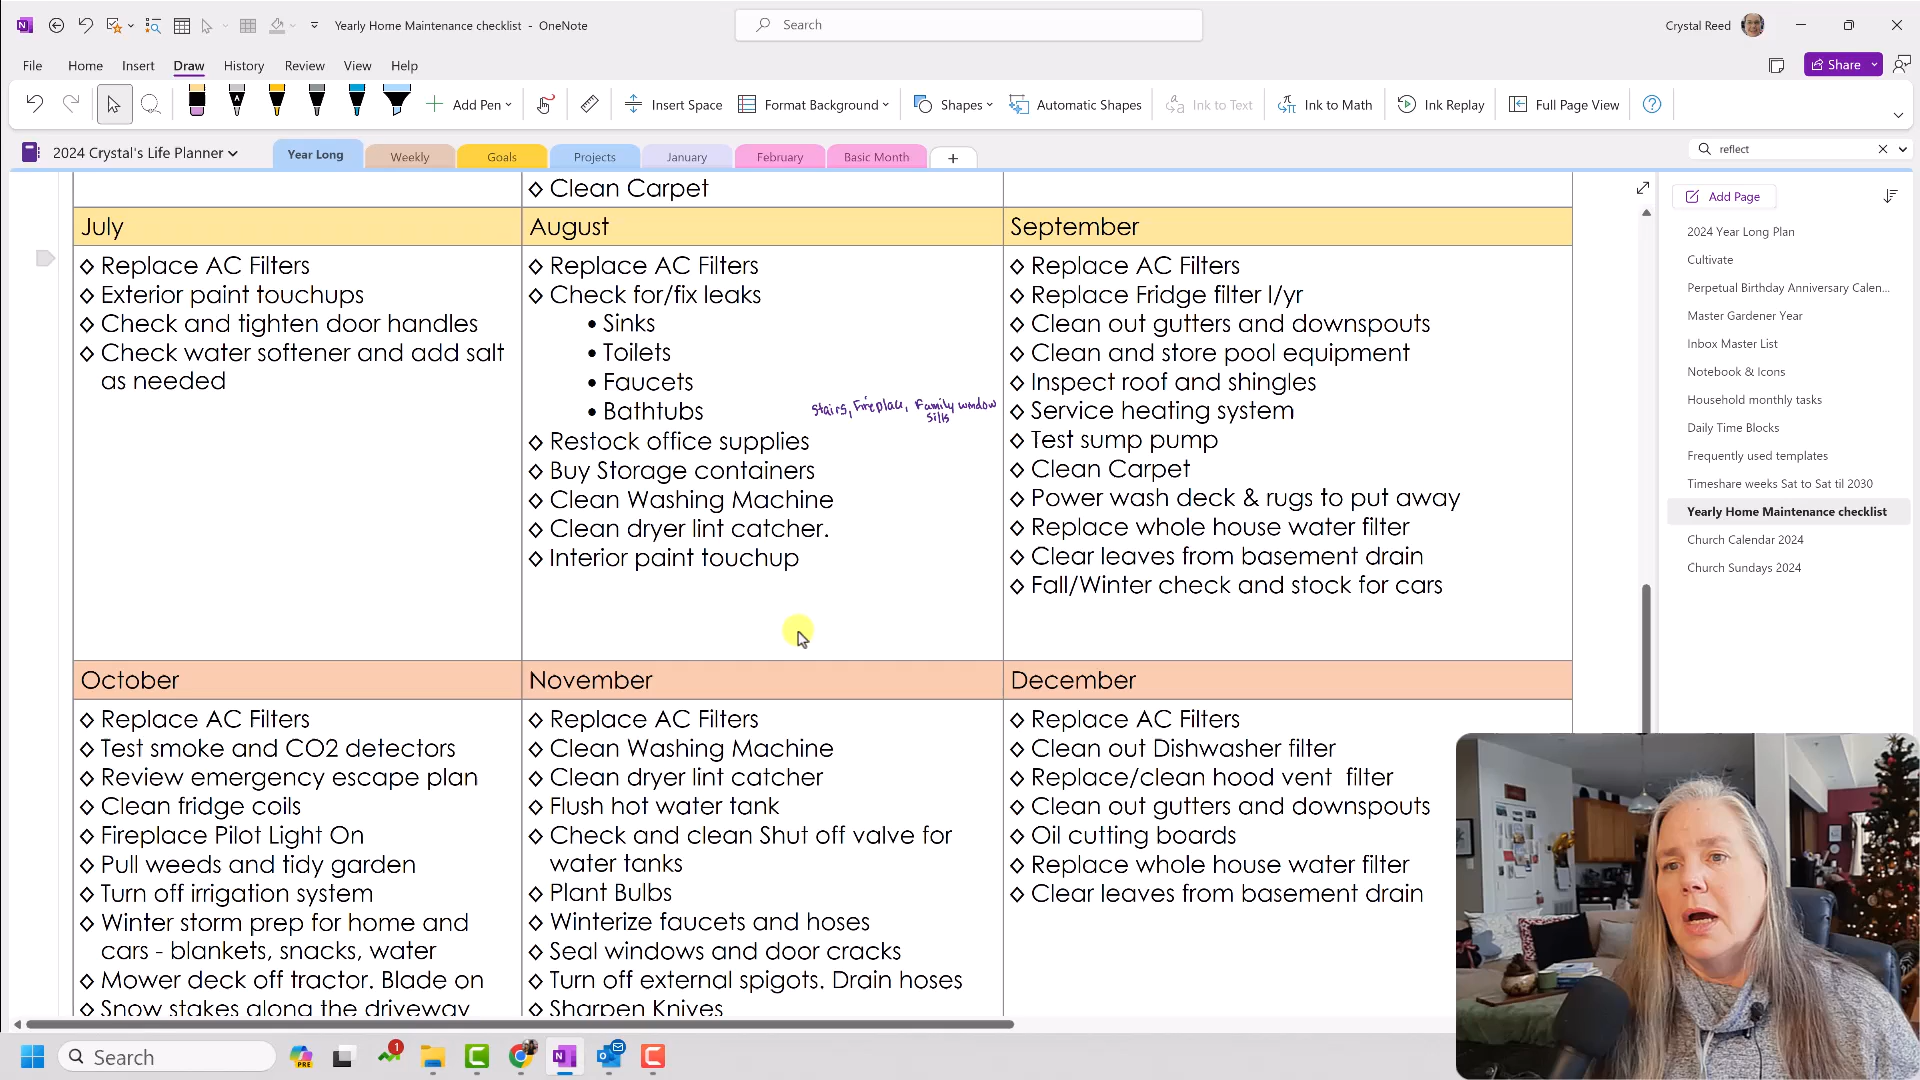 Yearly Home Maintenance checklist - OneNote
Search
Crystal Reed
File Home Insert Draw History Review View Help
Share
Add Pen
Insert Space
Format Background
Shapes
Automatic Shapes
Ink to Text
Ink to Math
Ink Replay
Full Page View
2024 Crystal's Life Planner
Year Long
Weekly
Goals
Projects
January
February
Basic Month
reflect
Clean Carpet
July
Replace AC Filters
Exterior paint touchups
Check and tighten door handles
Check water softener and add salt
as needed
August
Replace AC Filters
Check for/fix leaks
Sinks
Toilets
Faucets
Bathtubs
Stairs, Fireplace, Family window
Sills
Restock office supplies
Buy Storage containers
Clean Washing Machine
Clean dryer lint catcher.
Interior paint touchup
September
Replace AC Filters
Replace Fridge filter 1/yr
Clean out gutters and downspouts
Clean and store pool equipment
Inspect roof and shingles
Service heating system
Test sump pump
Clean Carpet
Power wash deck & rugs to put away
Replace whole house water filter
Clear leaves from basement drain
Fall/Winter check and stock for cars
October
Replace AC Filters
Test smoke and CO2 detectors
Review emergency escape plan
Clean fridge coils
Fireplace Pilot Light On
Pull weeds and tidy garden
Turn off irrigation system
Winter storm prep for home and
cars - blankets, snacks, water
Mower deck off tractor. Blade on
Snow stakes along the driveway
November
Replace AC Filters
Clean Washing Machine
Clean dryer lint catcher
Flush hot water tank
Check and clean Shut off valve for
water tanks
Plant Bulbs
Winterize faucets and hoses
Seal windows and door cracks
Turn off external spigots. Drain hoses
Sharpen Knives
December
Replace AC Filters
Clean out Dishwasher filter
Replace/clean hood vent filter
Clean out gutters and downspouts
Oil cutting boards
Replace whole house water filter
Clear leaves from basement drain
Add Page
2024 Year Long Plan
Cultivate
Perpetual Birthday Anniversary Calen...
Master Gardener Year
Inbox Master List
Notebook & Icons
Household monthly tasks
Daily Time Blocks
Frequently used templates
Timeshare weeks Sat to Sat til 2030
Yearly Home Maintenance checklist
Church Calendar 2024
Church Sundays 2024
Search
PRE
1